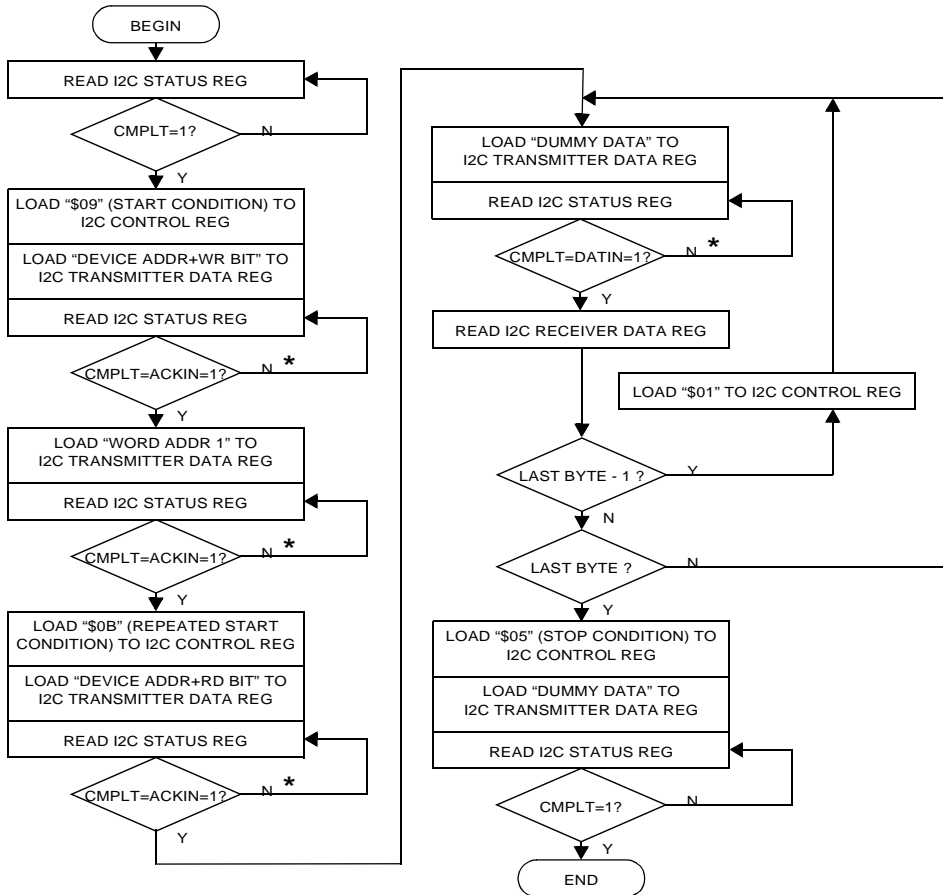 BEGIN
READ I2C STATUS REG
CMPLT=1?
N
Y
LOAD “$09” (START CONDITION) TO
I2C CONTROL REG
LOAD “DEVICE ADDR+WR BIT” TO
I2C TRANSMITTER DATA REG
READ I2C STATUS REG
CMPLT=ACKIN=1?
N *
Y
LOAD “WORD ADDR 1” TO
I2C TRANSMITTER DATA REG
READ I2C STATUS REG
CMPLT=ACKIN=1?
N *
Y
LOAD “$0B” (REPEATED START
CONDITION) TO I2C CONTROL REG
LOAD “DEVICE ADDR+RD BIT” TO
I2C TRANSMITTER DATA REG
READ I2C STATUS REG
CMPLT=ACKIN=1?
N *
Y
LOAD “DUMMY DATA” TO
I2C TRANSMITTER DATA REG
READ I2C STATUS REG
CMPLT=DATIN=1?
N *
Y
READ I2C RECEIVER DATA REG
LOAD “$01” TO I2C CONTROL REG
LAST BYTE - 1 ?
Y
N
LAST BYTE ?
N
Y
LOAD “$05” (STOP CONDITION) TO
I2C CONTROL REG
LOAD “DUMMY DATA” TO
I2C TRANSMITTER DATA REG
READ I2C STATUS REG
CMPLT=1?
N
Y
END